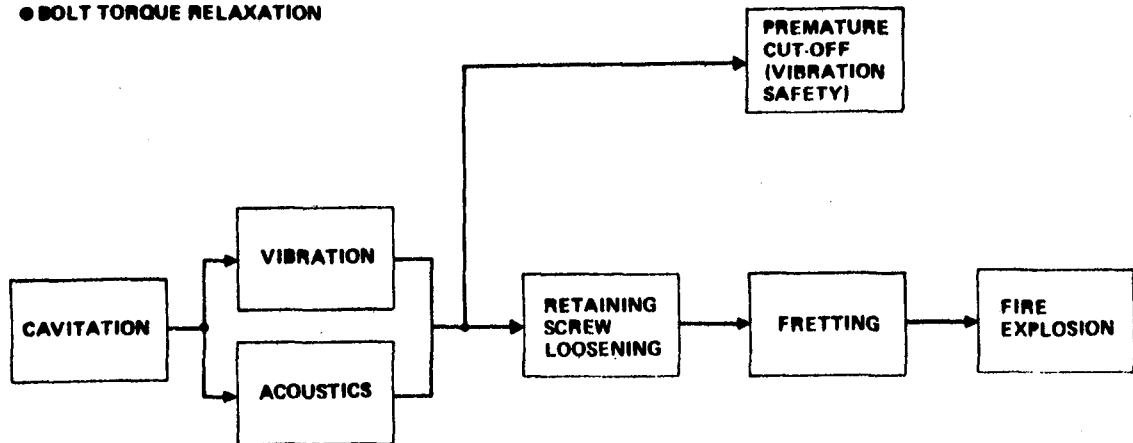 ● BOLT TORQUE RELAXATION
PREMATURE
CUT-OFF
(VIBRATION
SAFETY)
VIBRATION
CAVITATION
ACOUSTICS
RETAINING
SCREW
LOOSENING
FRETTING
FIRE
EXPLOSION